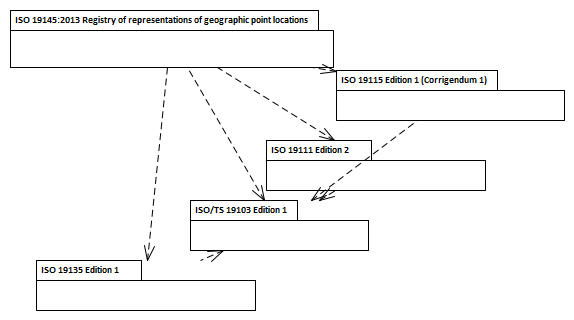 ISO 19145:2013 Registry of representations of geographic point locations
ISO 19115 Edition 1 (Corrigendum 1)
ISO 19111 Edition 2
ISO/TS 19103 Edition 1
ISO 19135 Edition 1